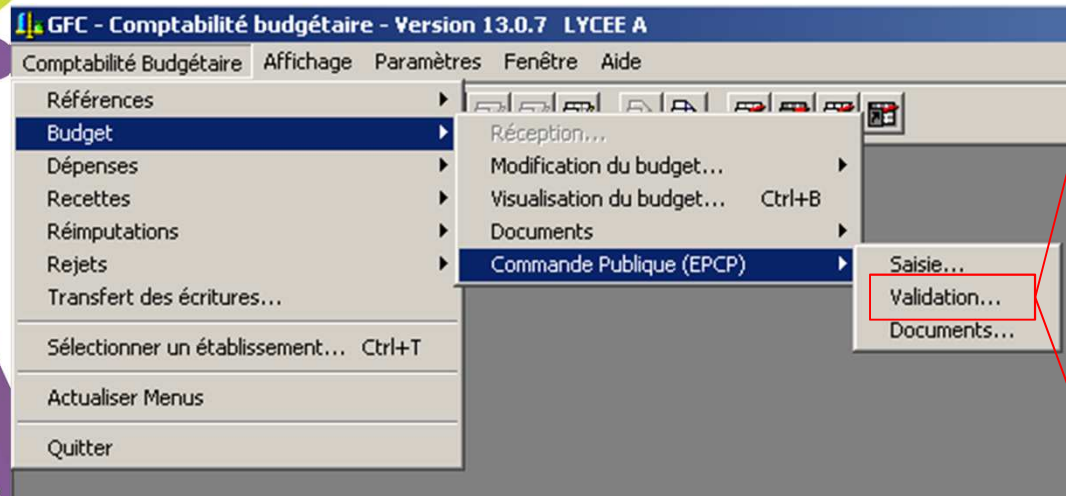 GFC - Comptabilité budgétaire - Version 13.0.7 LYCEE A
Comptabilité Budgétaire Affichage Paramètres Fenêtre Aide
Références
Budget
Dépenses
Recettes
Réimputations
Rejets
Transfert des écritures...
Sélectionner un établissement... Ctrl+T
Actualiser Menus
Quitter
Réception...
Modification du budget...
Visualisation du budget... Ctrl+B
Documents
Commande Publique (EPCP)
Saisie...
Validation...
Documents...